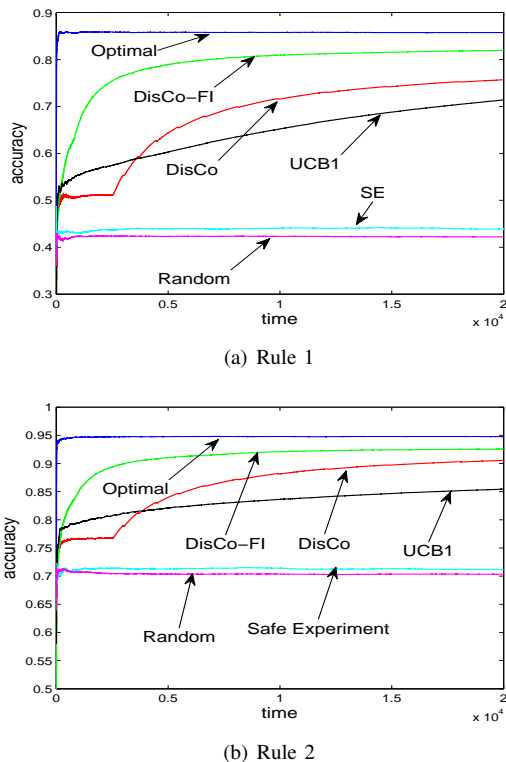 0.9
Optimal
0.8
DisCo-FI
0.7
accuracy
0.6
DisCo
UCB1
0.5
SE
0.4
Random
0.3
0 0.5 1 1.5 2
time
x 10^4
(a) Rule 1
1
0.95
0.9
Optimal
0.85
DisCo-FI DisCo
UCB1
0.8
accuracy
0.75
0.7
0.65
Random Safe Experiment
0.6
0.55
0.5
0 0.5 1 1.5 2
time
x 10^4
(b) Rule 2